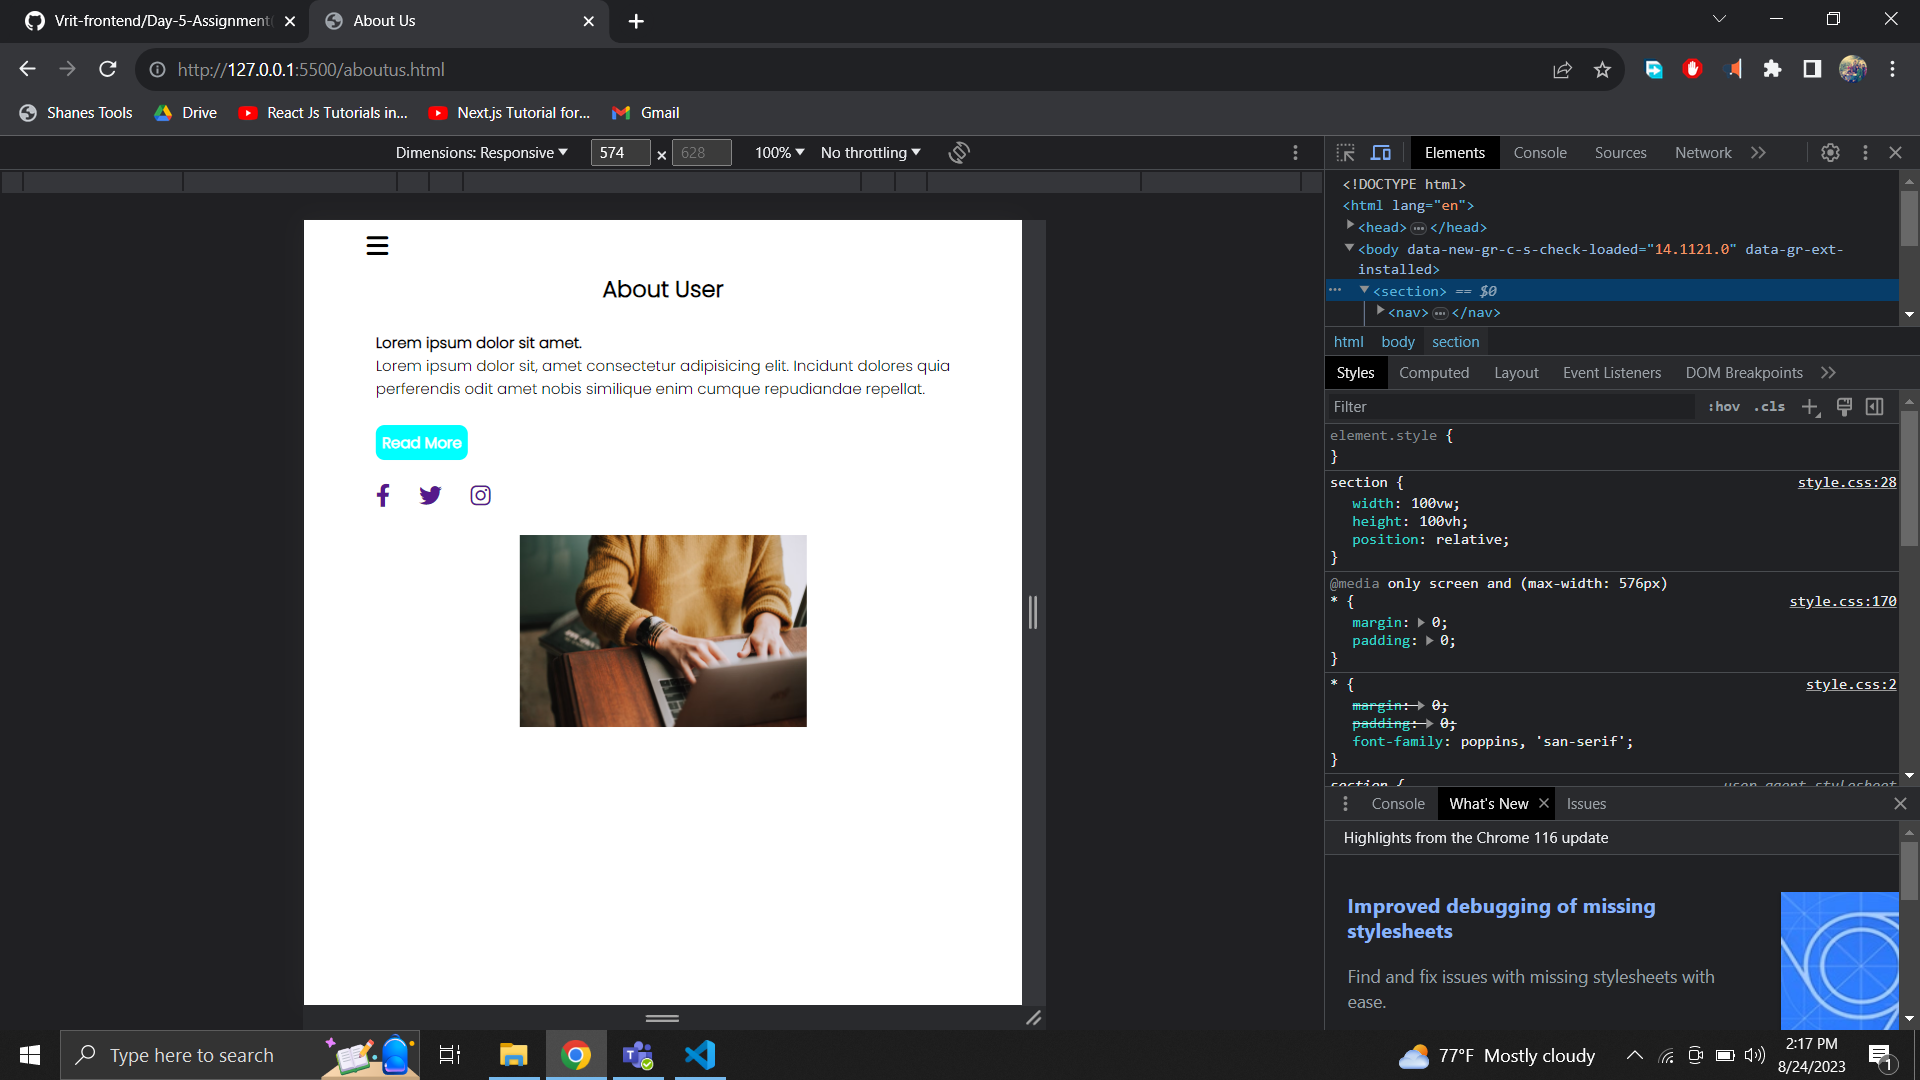 Vrit-frontend/Day-5-Assignment
About Us
http://127.0.0.1:5500/aboutus.html
Shanes Tools
Drive
React Js Tutorials in...
Next.js Tutorial for...
Gmail
Dimensions: Responsive
574
×
628
100%
No throttling
Elements
Console
Sources
Network
<!DOCTYPE html>
<html lang="en">
<head> … </head>
<body data-new-gr-c-s-check-loaded="14.1121.0" data-gr-ext-
installed>
… <section> == $0
<nav> … </nav>
html body section
Styles
Computed
Layout
Event Listeners
DOM Breakpoints
Filter
:hov
.cls
element.style {
}
section {
style.css:28
width: 100vw;
height: 100vh;
position: relative;
}
@media only screen and (max-width: 576px)
* {
style.css:170
margin: 0;
padding: 0;
}
* {
style.css:2
margin: 0;
padding: 0;
font-family: poppins, 'san-serif';
}
section {
user agent stylesheet
Console
What's New
Issues
Highlights from the Chrome 116 update
Improved debugging of missing
stylesheets
Find and fix issues with missing stylesheets with
ease.
About User
Lorem ipsum dolor sit amet.
Lorem ipsum dolor sit, amet consectetur adipisicing elit. Incidunt dolores quia
perferendis odit amet nobis similique enim cumque repudiandae repellat.
Read More
Type here to search
77°F Mostly cloudy
2:17 PM
8/24/2023
1